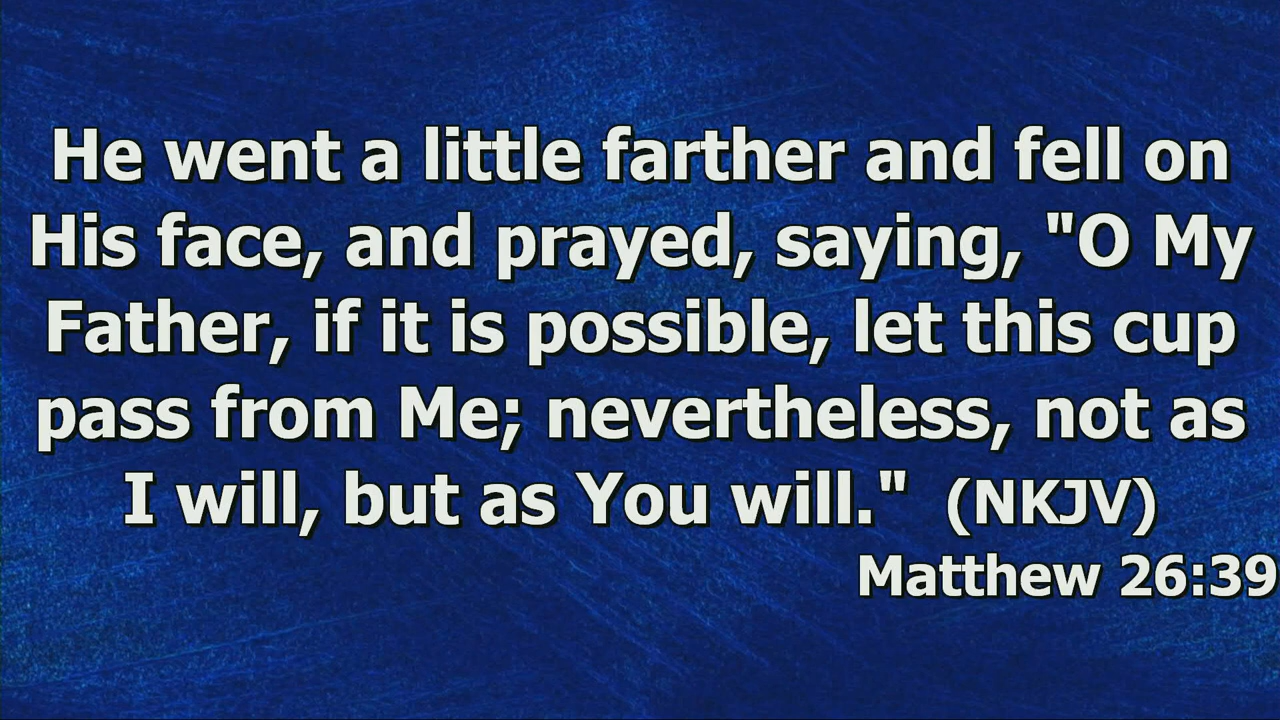 He went a little farther and fell on
His face, and prayed, saying, "O My
Father, if it is possible, let this cup
pass from Me; nevertheless, not as
I will, but as You will." (NKJV)
Matthew 26:39